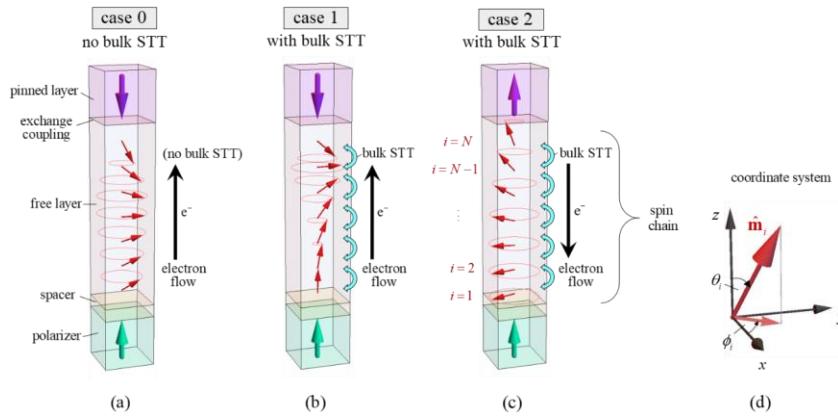 case 0
no bulk STT
case 1
with bulk STT
case 2
with bulk STT
pinned layer
exchange
coupling
free layer
spacer
polarizer
(no bulk STT)
e⁻
electron
flow
bulk STT
e⁻
electron
flow
i = N
i = N−1
⋮
i = 2
i = 1
bulk STT
e⁻
electron
flow
spin
chain
coordinate system
z
m̂ᵢ
θᵢ
ϕᵢ
x
(a)
(b)
(c)
(d)